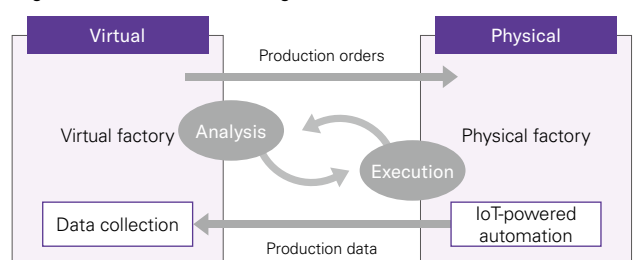 Virtual
Physical
Production orders
Virtual factory
Analysis
Physical factory
Execution
Data collection
IoT-powered
automation
Production data